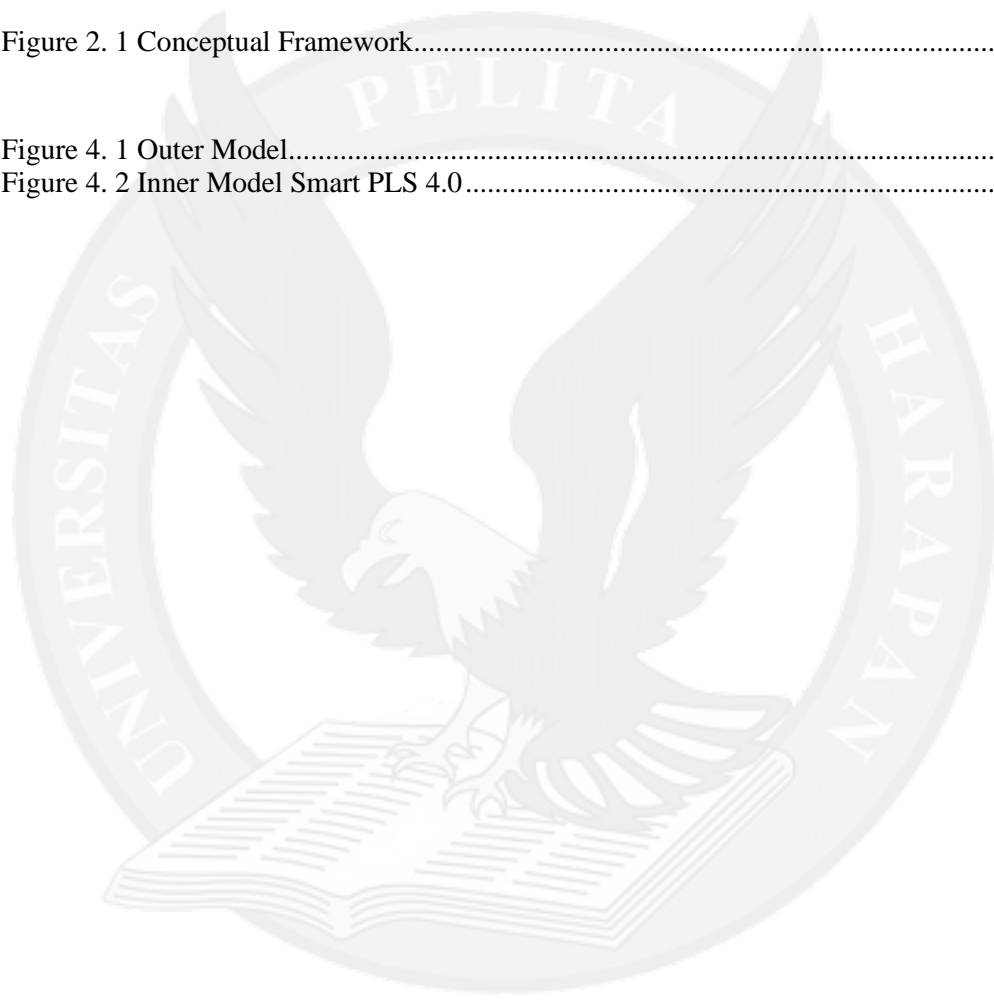 Figure 2. 1 Conceptual Framework..............................................................................
Figure 4. 1 Outer Model...............................................................................................
Figure 4. 2 Inner Model Smart PLS 4.0.......................................................................
UNIVERSITAS PELITA HARAPAN